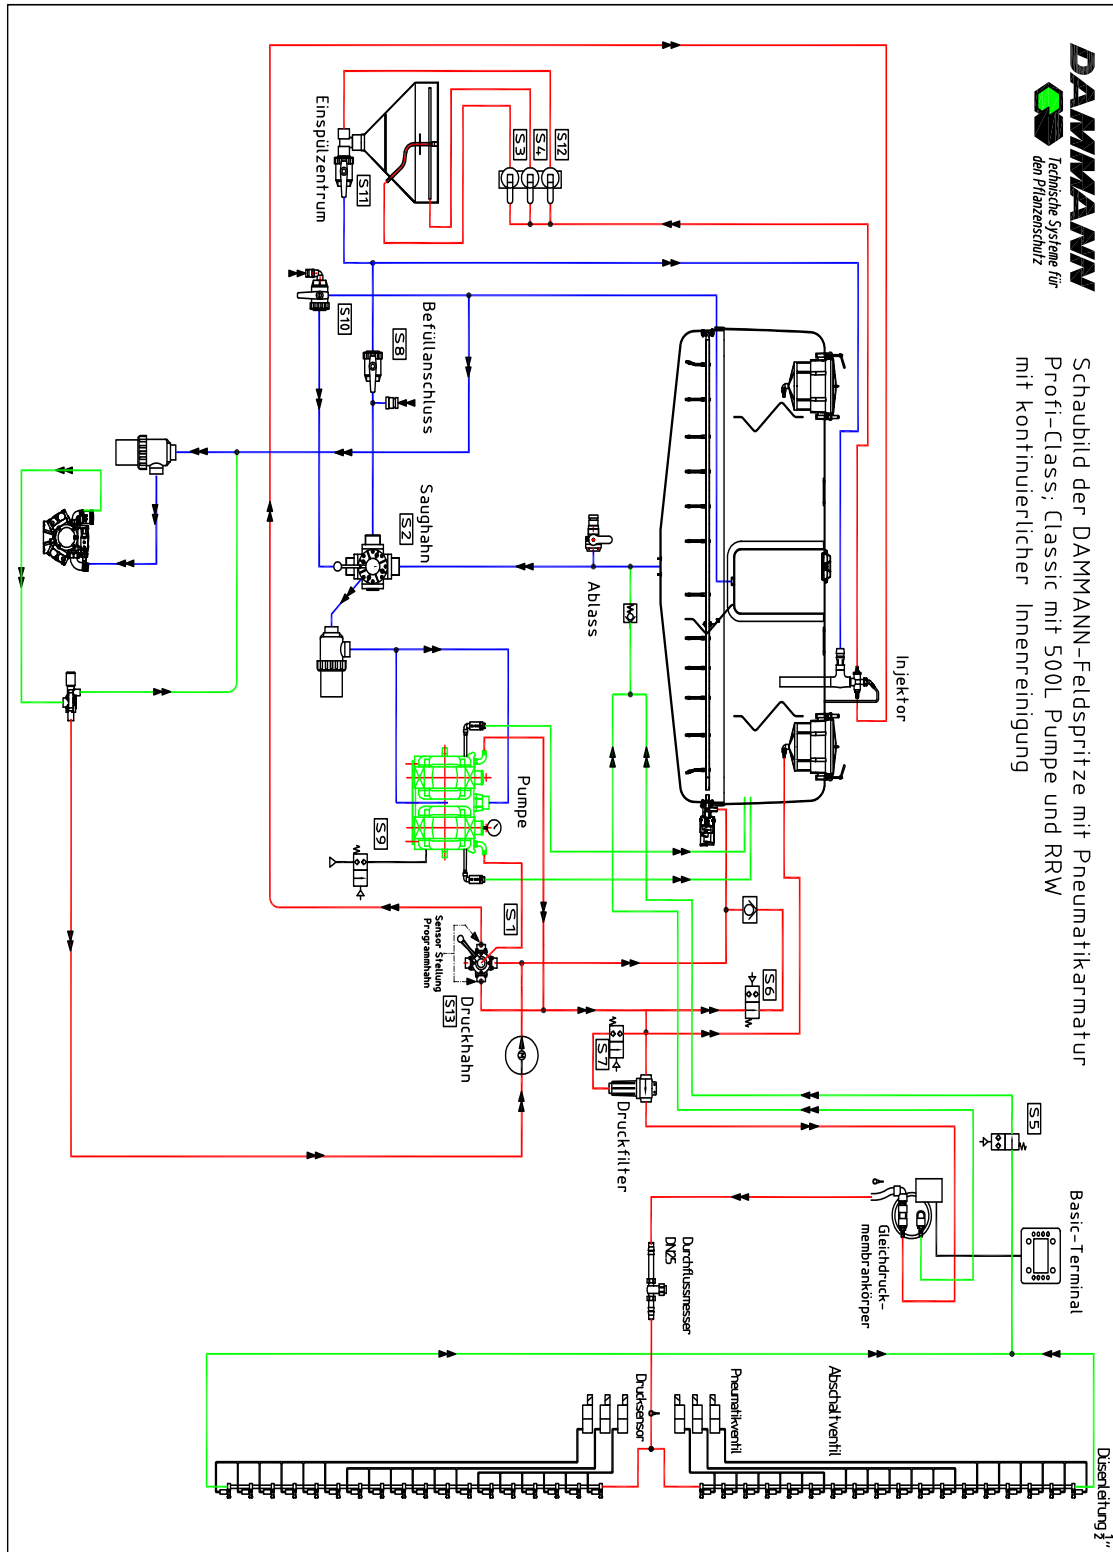 DAMMANN
Technische Systeme für
den Pflanzenschutz
Schaubild der DAMMANN-Feldspritze mit Pneumatikarmatur
Profi-Class; Classic mit 500L Pumpe und RRW
mit kontinuierlicher Innenreinigung
Einspülzentrum
S11
S3
S4
S12
S10
S8
Befüllanschluss
Saughahn
S2
Ablass
Injektor
Pumpe
S9
S1
Sensor Stellung
Programmhahn
S13
Druckhahn
S6
S7
Druckfilter
S5
Basic-Terminal
Gleichdruck-
membrankörper
Durchflussmesser
DN25
Drucksensor
Pneumatikventil
Abschaltventil
Düsenleitung 1/2"